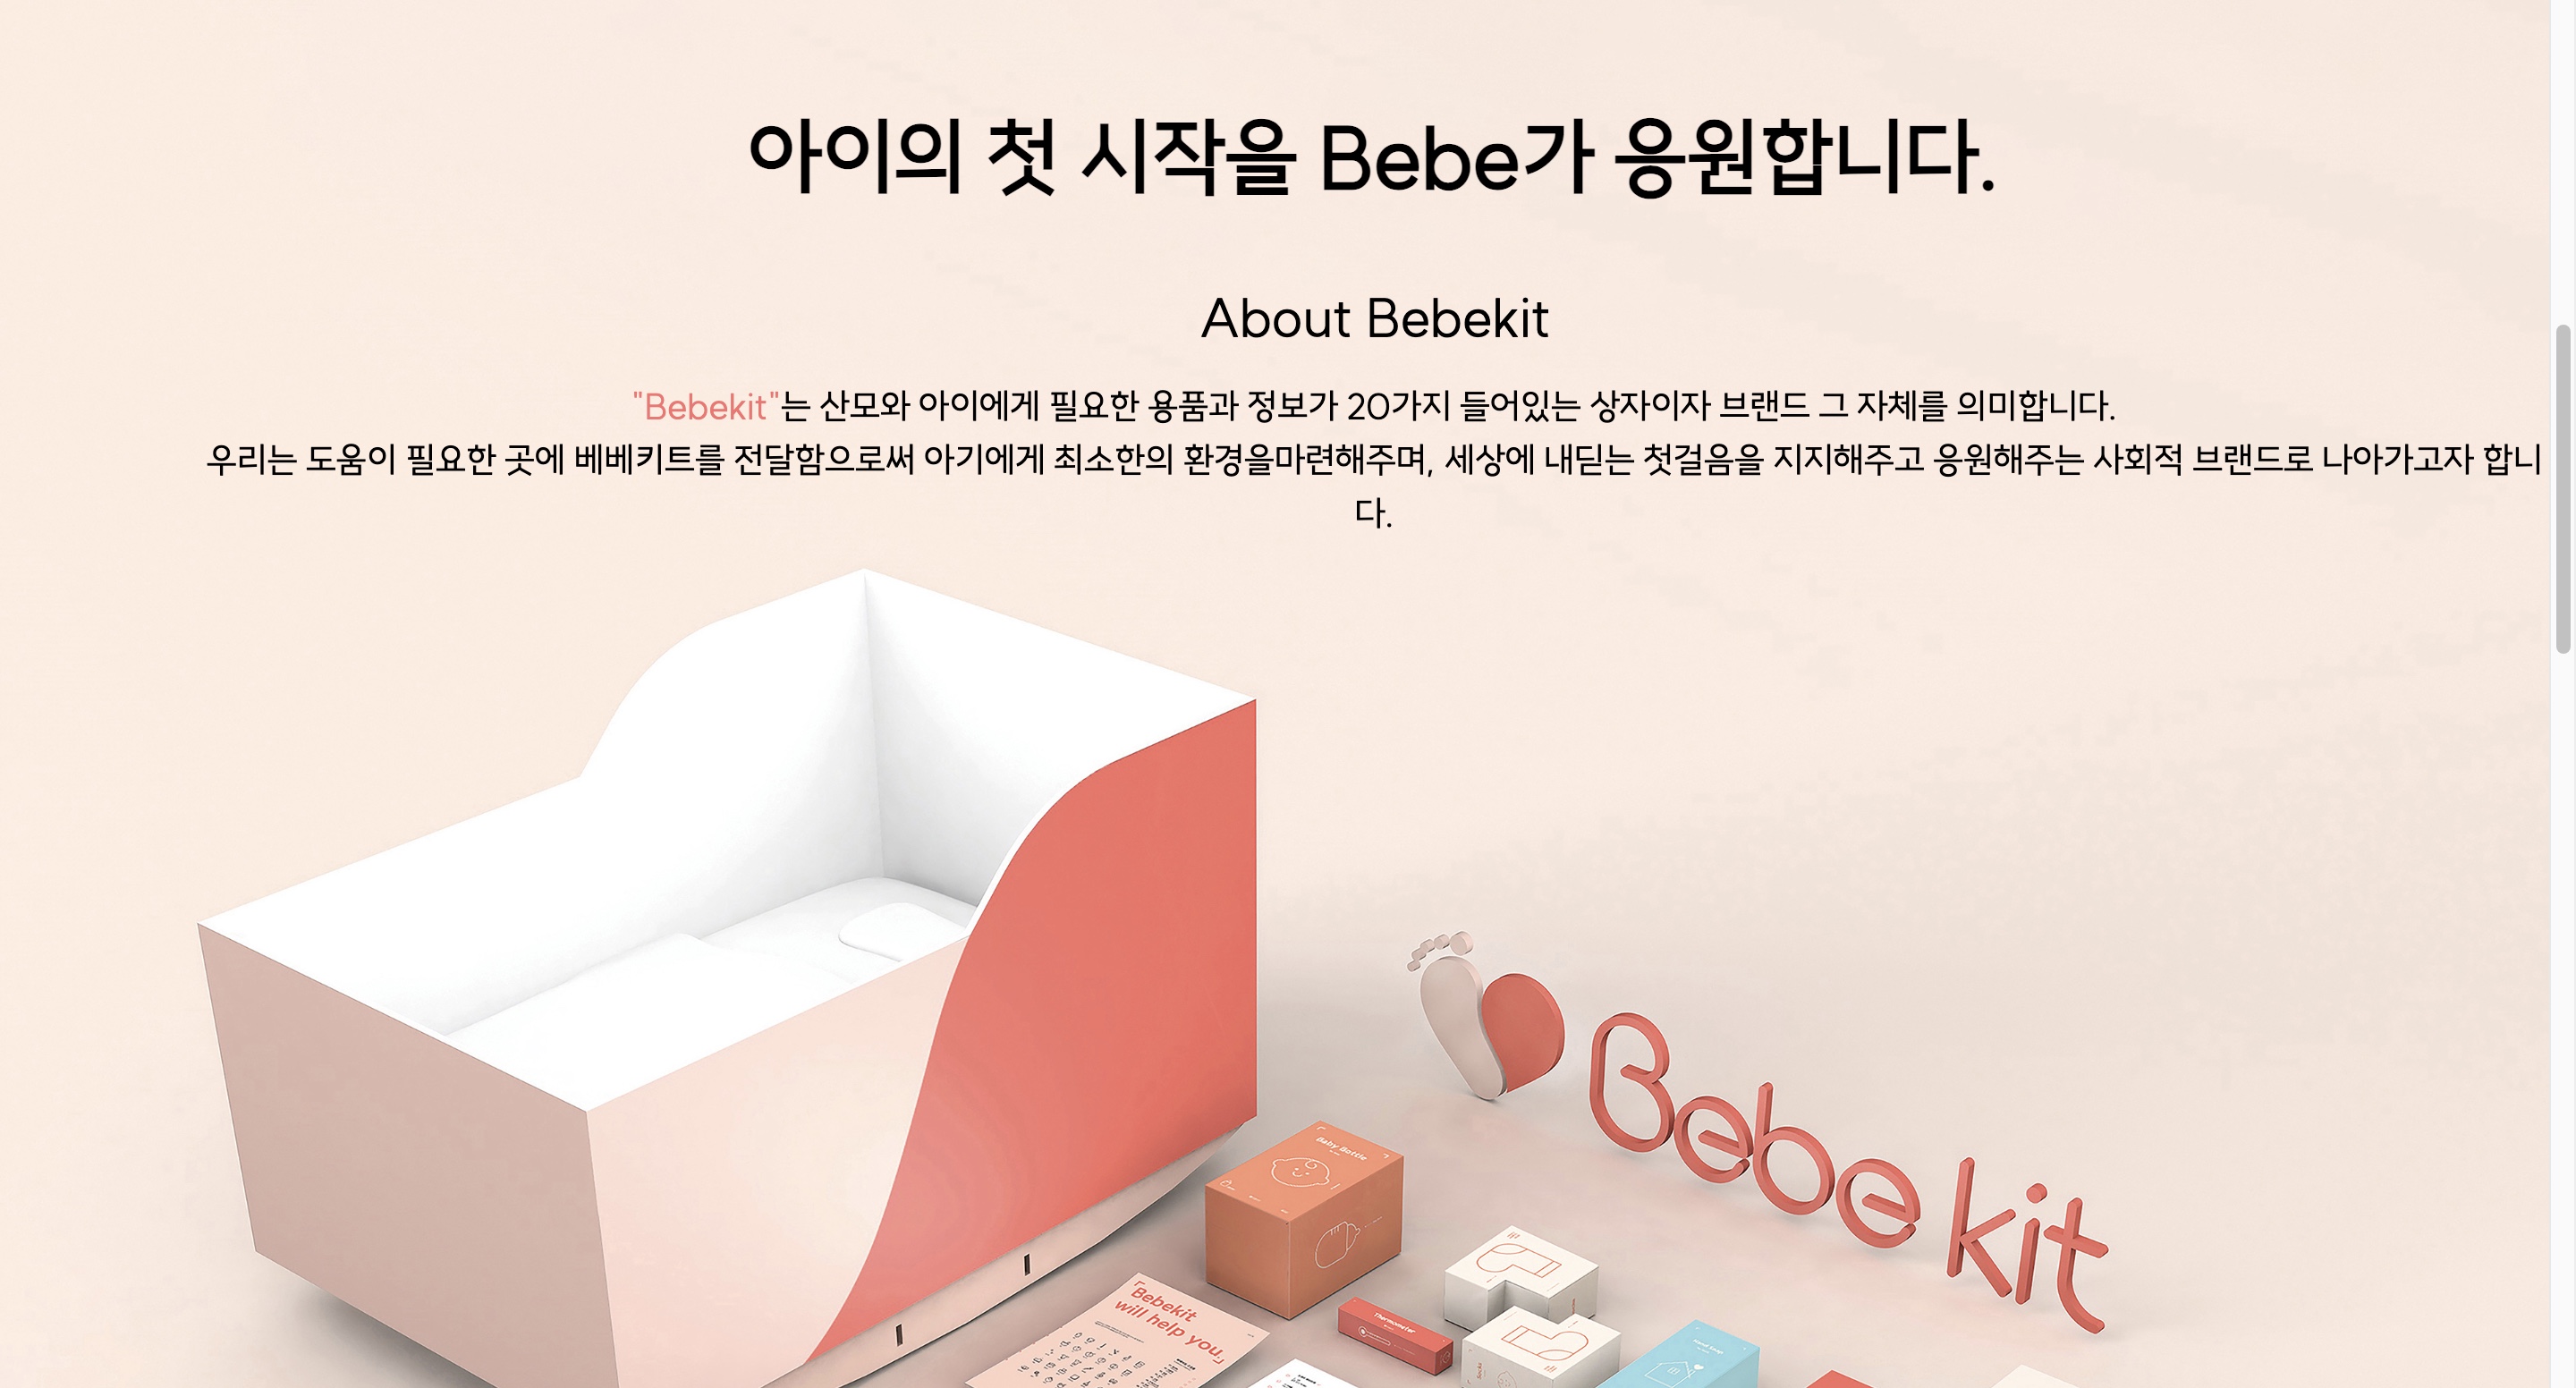 아이의 첫 시작을 Bebe가 응원합니다.
About Bebekit
"Bebekit"는 산모와 아이에게 필요한 용품과 정보가 20가지 들어있는 상자이자 브랜드 그 자체를 의미합니다.
우리는 도움이 필요한 곳에 베베키트를 전달함으로써 아기에게 최소한의 환경을마련해주며, 세상에 내딛는 첫걸음을 지지해주고 응원해주는 사회적 브랜드로 나아가고자 합니
다.
Bebe kit
Baby Bottle
Thermometer
「Bebekit
will help you」
Hand Soap